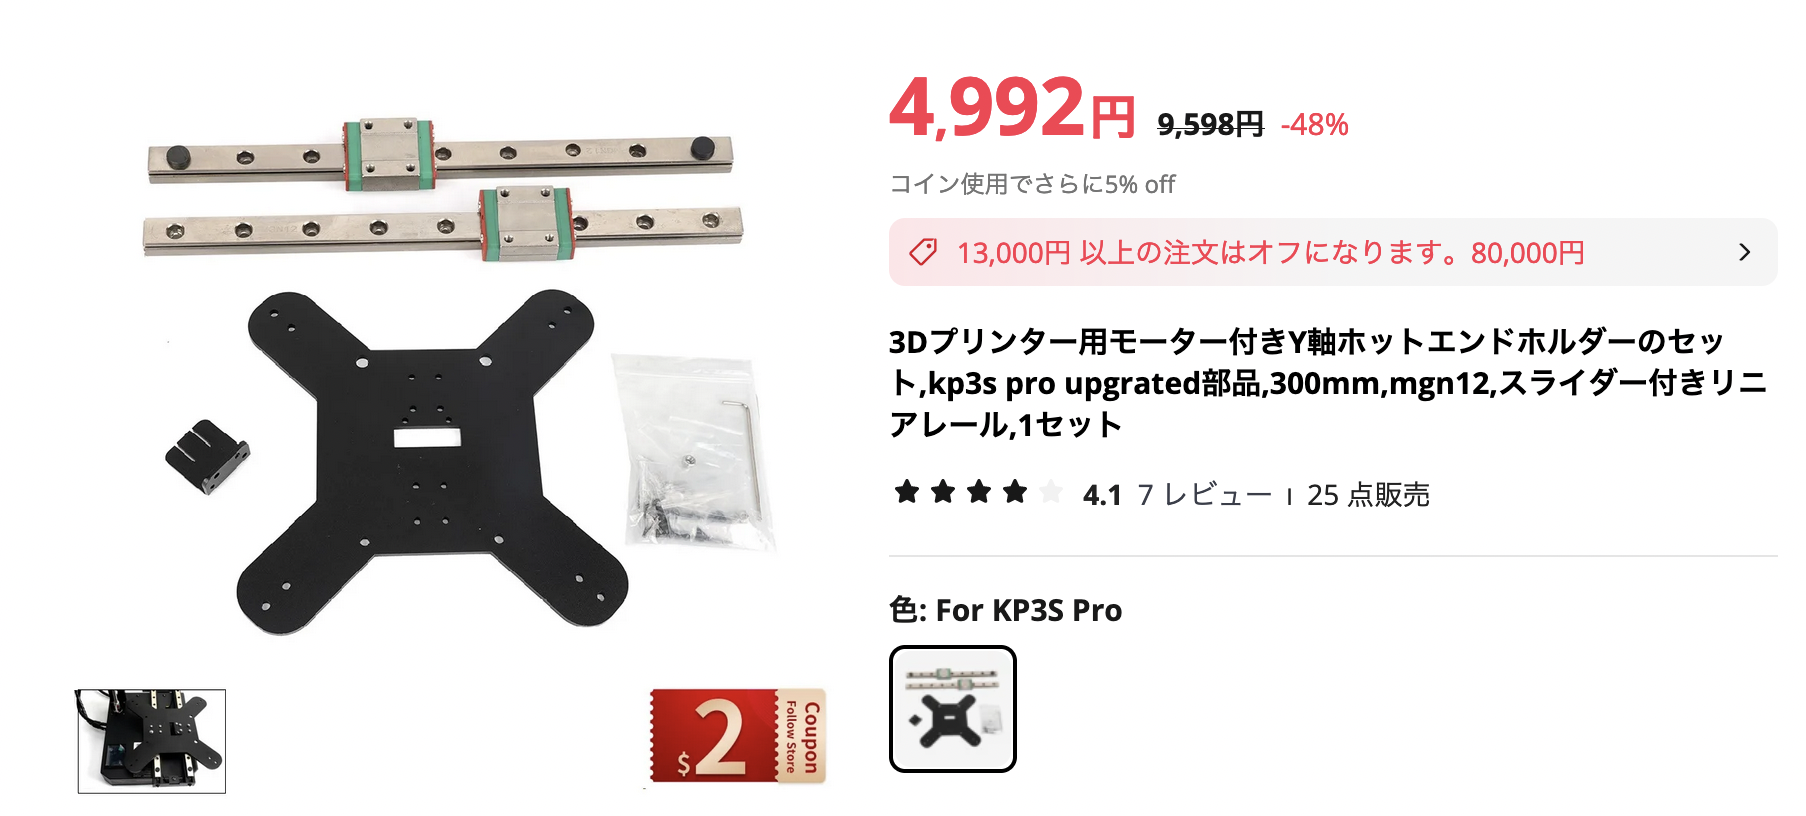 4,992円 9,598円 -48%
コイン使用でさらに5% off
13,000円 以上の注文はオフになります。80,000円
3Dプリンター用モーター付きY軸ホットエンドホルダーのセッ
ト,kp3s pro upgrated部品,300mm,mgn12,スライダー付きリニ
アレール,1セット
4.1 7 レビュー ı 25 点販売
色: For KP3S Pro
$2
Coupon
Follow Store